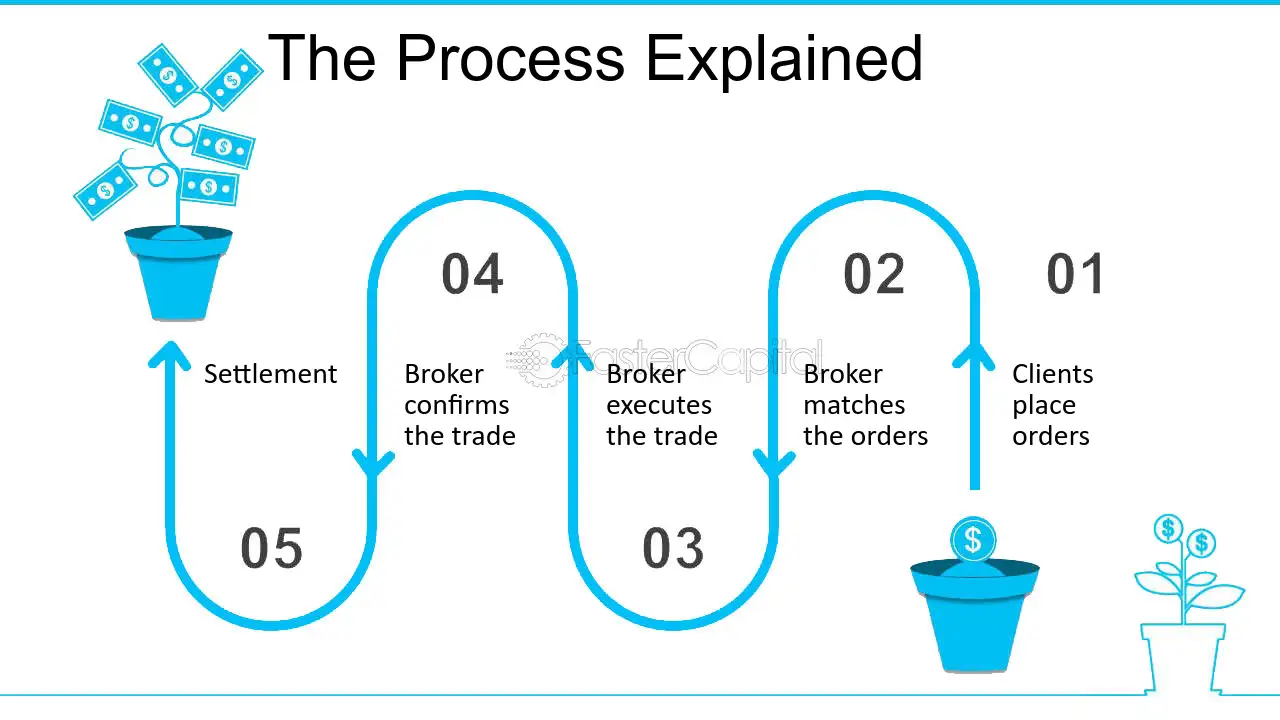 The Process Explained
04
02
01
FasterCapital
Settlement
Broker
confirms
the trade
Broker
executes
the trade
Broker
matches
the orders
Clients
place
orders
05
03
$
$
$
$
$
$
$
$
$